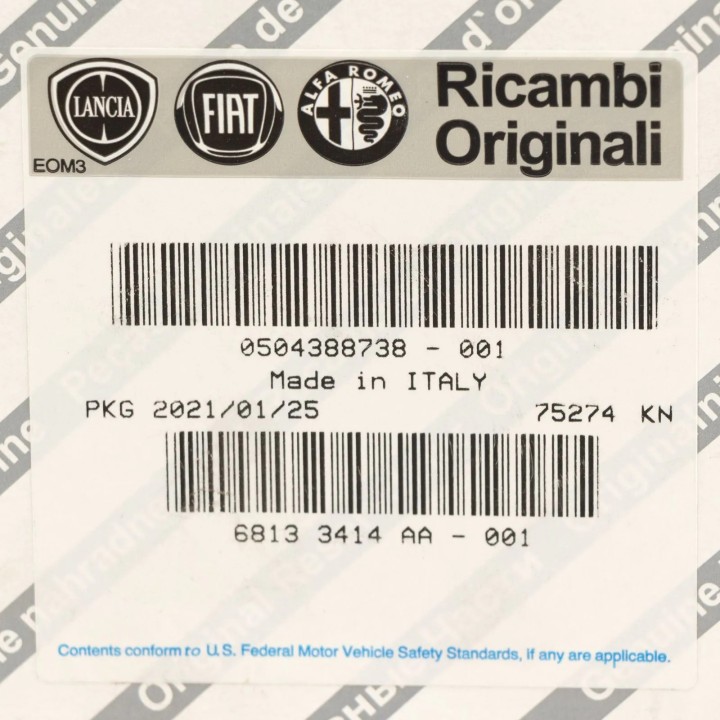 LANCIA FIAT ALFA ROMEO
Ricambi
Originali
EOM3
0504388738 - 001
Made in ITALY
PKG 2021/01/25 75274 KN
6813 3414 AA - 001
Contents conform to U.S. Federal Motor Vehicle Safety Standards, if any are applicable.